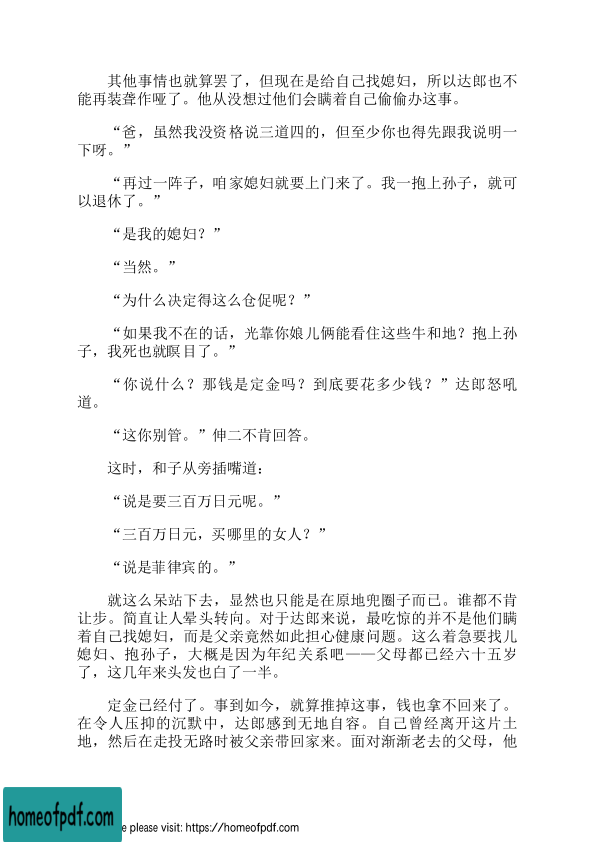 其他事情也就算罢了，但现在是给自己找媳妇，所以达郎也不
能再装聋作哑了。他从没想过他们会瞒着自己偷偷办这事。
“爸，虽然我没资格说三道四的，但至少你也得先跟我说明一
下呀。”
“再过一阵子，咱家媳妇就要上门来了。我一抱上孙子，就可
以退休了。”
“是我的媳妇？”
“当然。”
“为什么决定得这么仓促呢？”
“如果我不在的话，光靠你娘儿俩能看住这些牛和地？抱上孙
子，我死也就瞑目了。”
“你说什么？那钱是定金吗？到底要花多少钱？”达郎怒吼
道。
“这你别管。”伸二不肯回答。
这时，和子从旁插嘴道：
“说是要三百万日元呢。”
“三百万日元，买哪里的女人？”
“说是菲律宾的。”
就这么呆站下去，显然也只能是在原地兜圈子而已。谁都不肯
让步。简直让人晕头转向。对于达郎来说，最吃惊的并不是他们瞒
着自己找媳妇，而是父亲竟然如此担心健康问题。这么着急要找儿
媳妇、抱孙子，大概是因为年纪关系吧——父母都已经六十五岁
了，这几年来头发也白了一半。
定金已经付了。事到如今，就算推掉这事，钱也拿不回来了。
在令人压抑的沉默中，达郎感到无地自容。自己曾经离开这片土
地，然后在走投无路时被父亲带回家来。面对渐渐老去的父母，他
homeofpdf.com
e please visit: https://homeofpdf.com